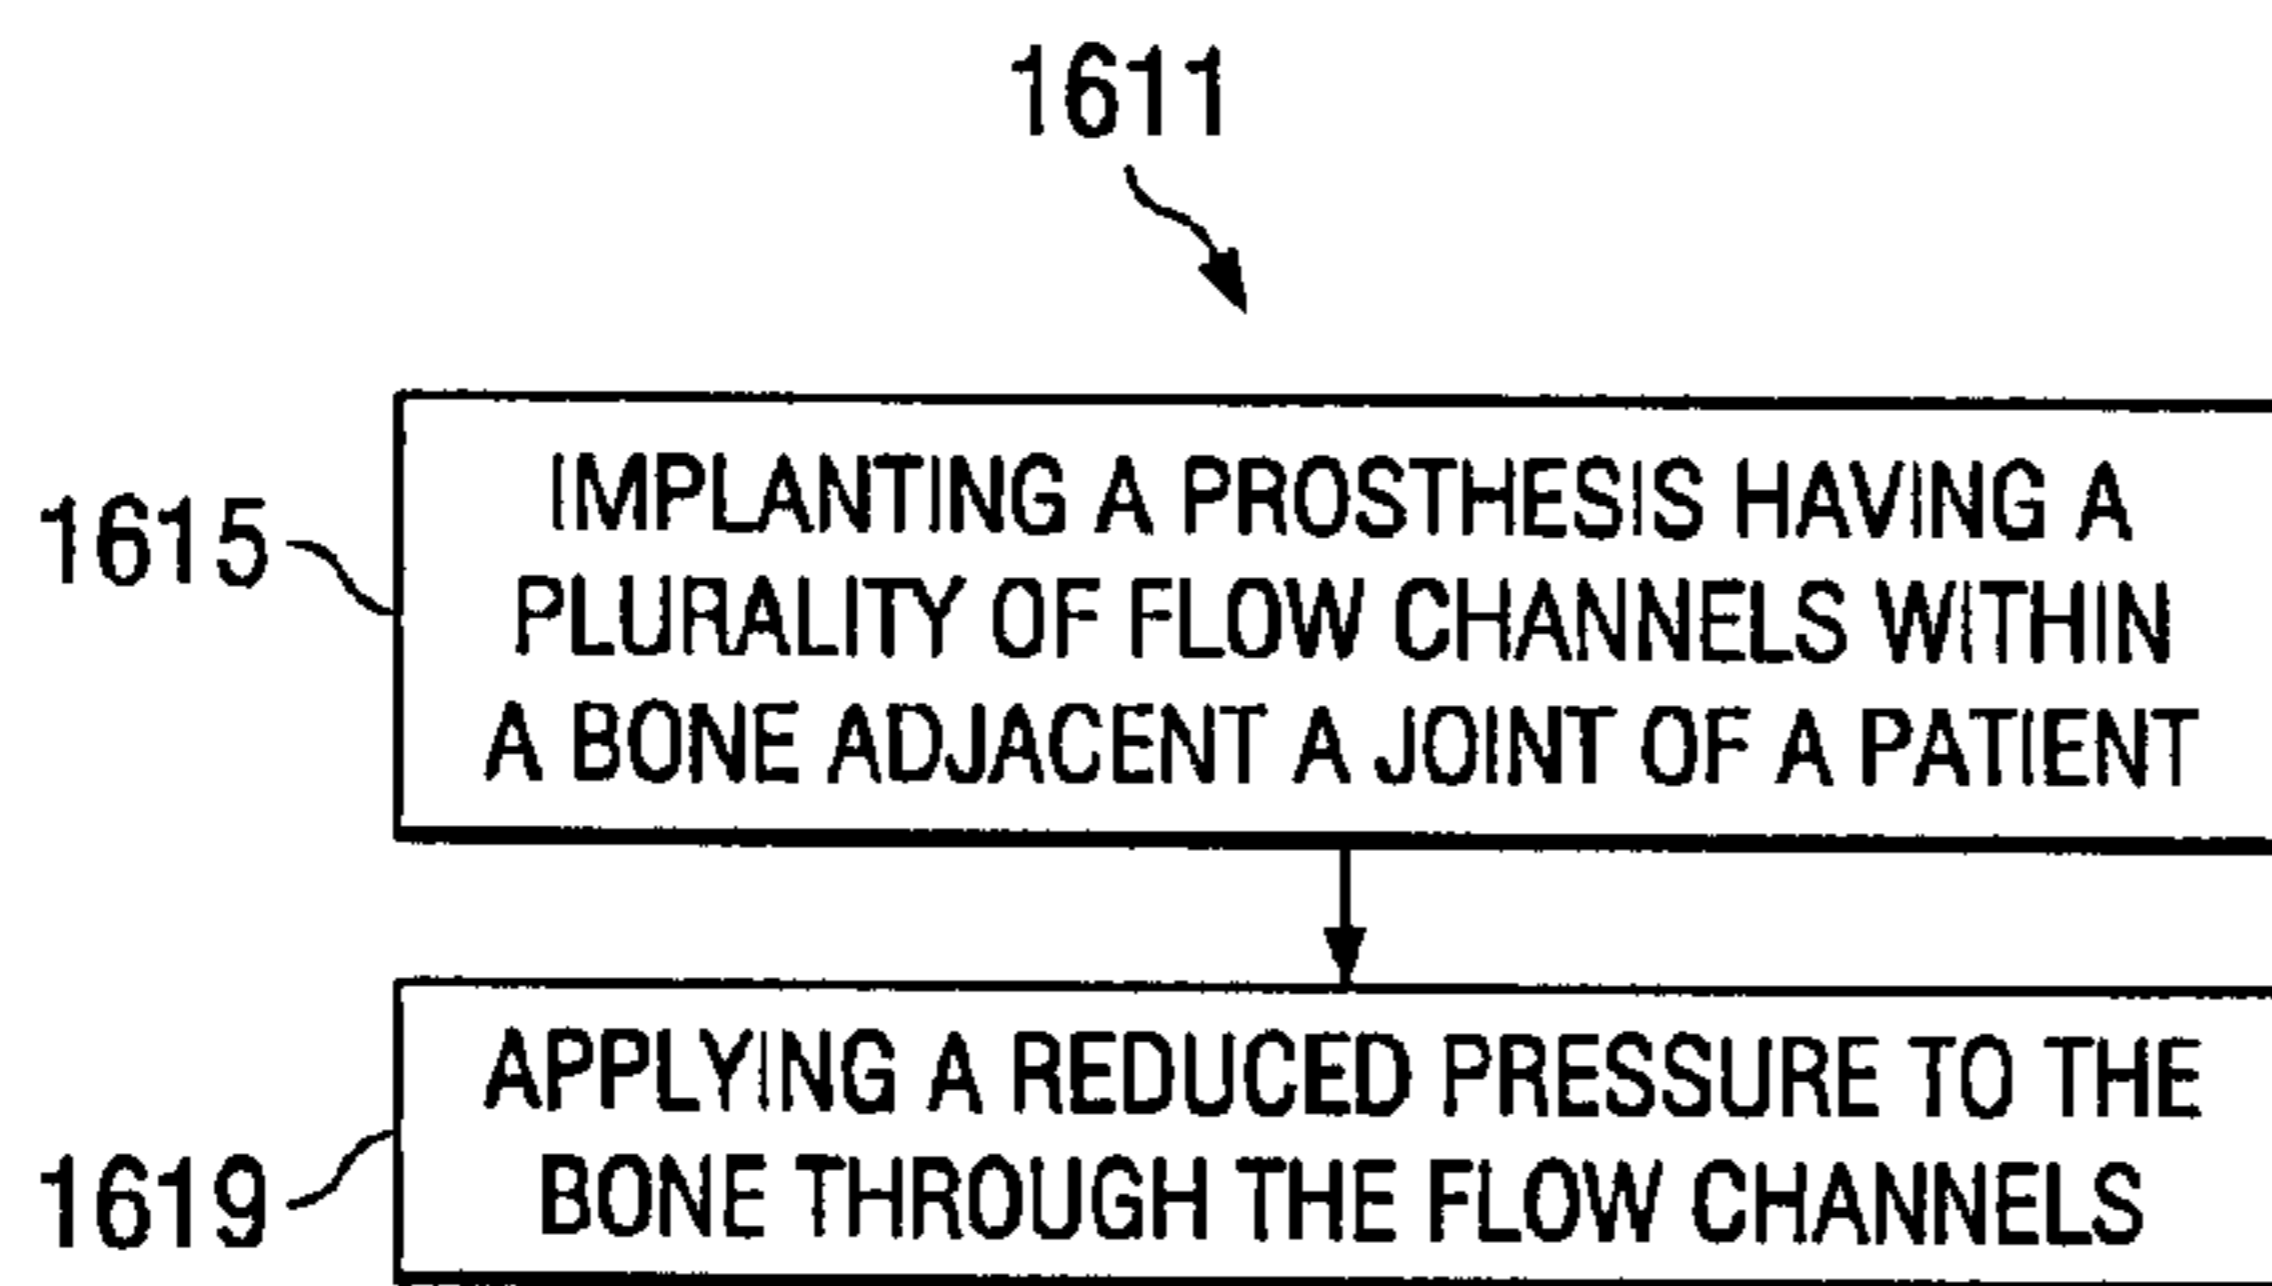 1611
1615
IMPLANTING A PROSTHESIS HAVING A
PLURALITY OF FLOW CHANNELS WITHIN
A BONE ADJACENT A JOINT OF A PATIENT
1619
APPLYING A REDUCED PRESSURE TO THE
BONE THROUGH THE FLOW CHANNELS